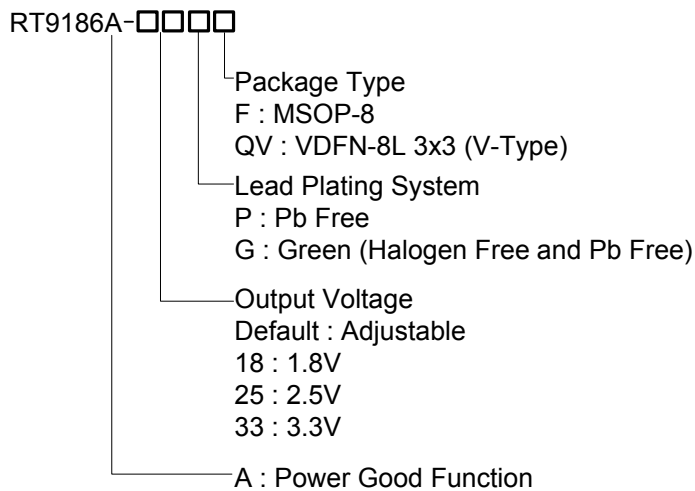 RT9186A-□□□□
Package Type
F : MSOP-8
QV : VDFN-8L 3x3 (V-Type)
Lead Plating System
P : Pb Free
G : Green (Halogen Free and Pb Free)
Output Voltage
Default : Adjustable
18 : 1.8V
25 : 2.5V
33 : 3.3V
A : Power Good Function